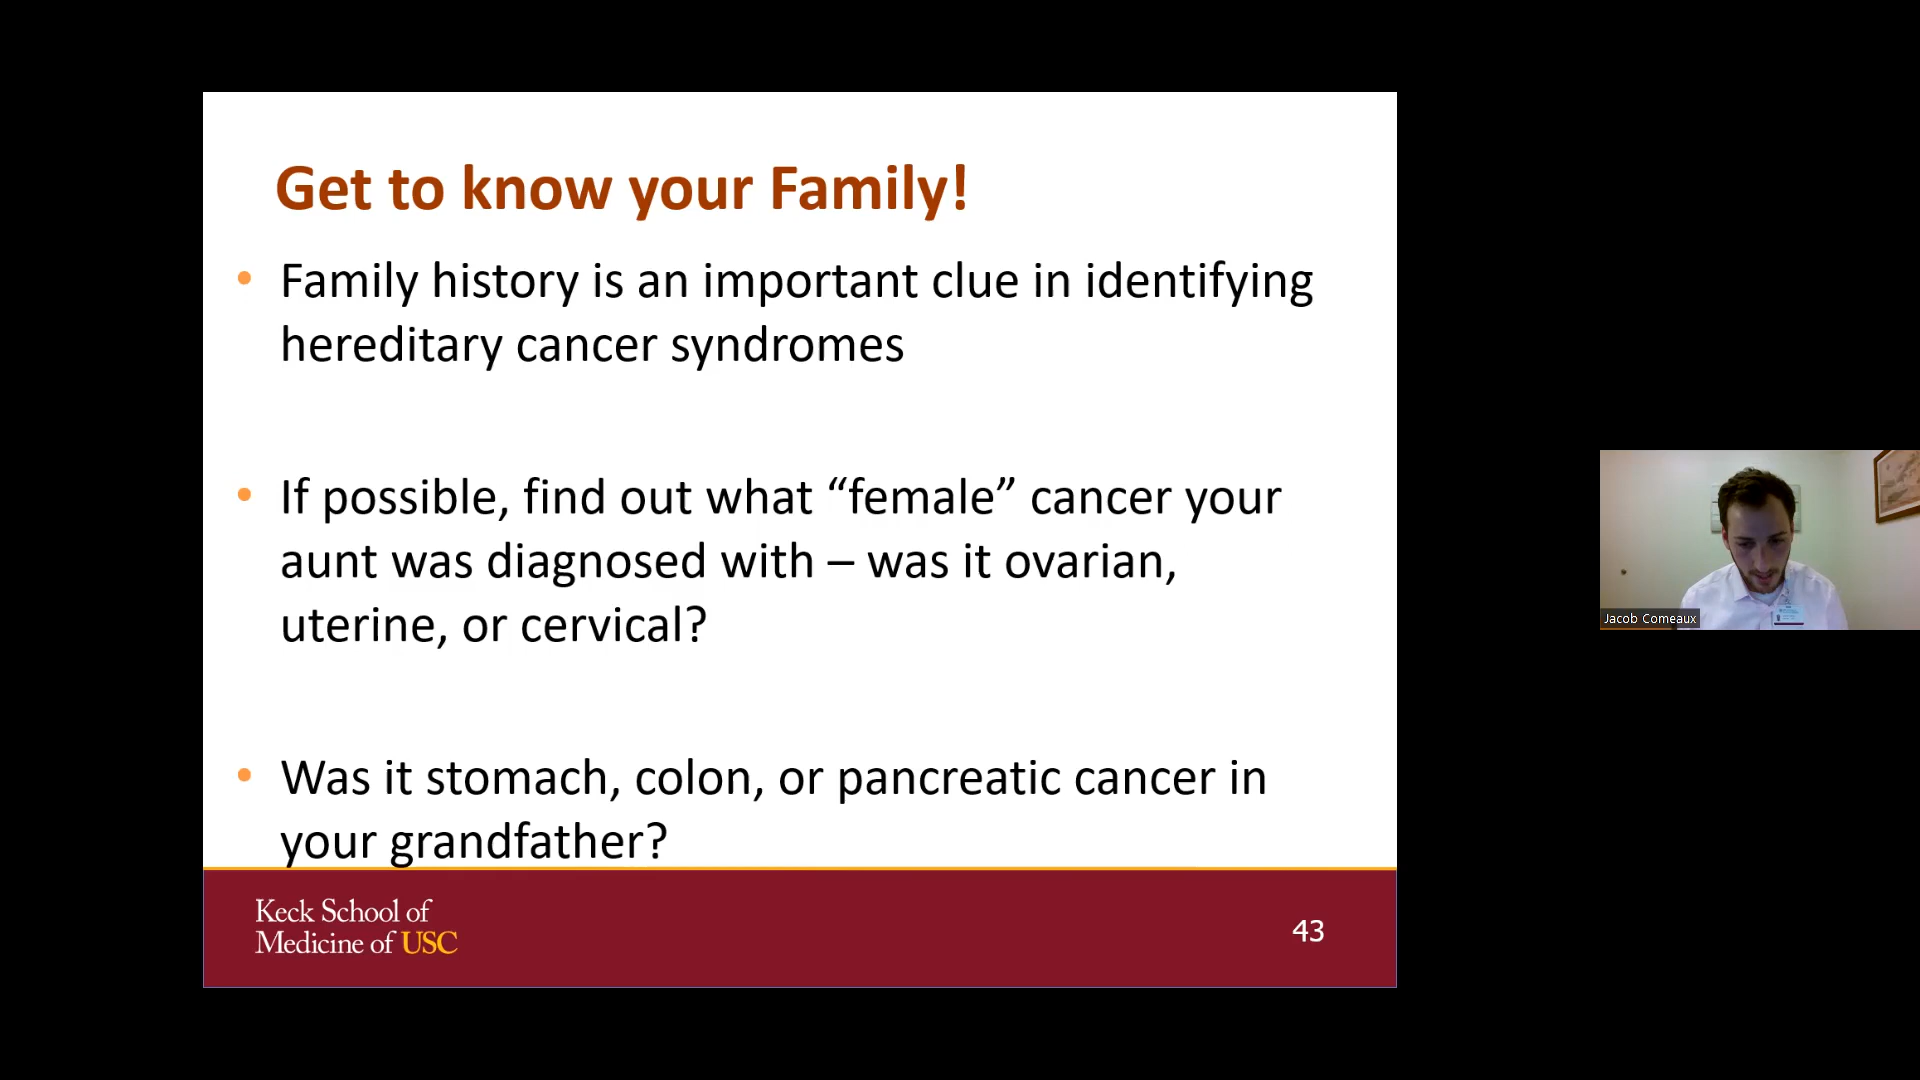 Get to know your Family!
• Family history is an important clue in identifying
hereditary cancer syndromes
• If possible, find out what “female” cancer your
aunt was diagnosed with – was it ovarian,
uterine, or cervical?
• Was it stomach, colon, or pancreatic cancer in
your grandfather?
Keck School of
Medicine of USC
43
Jacob Comeaux